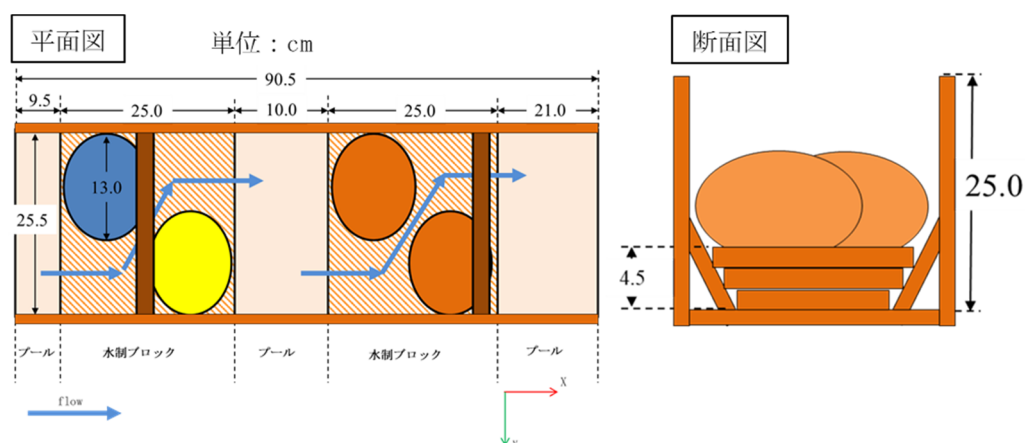 平面図
単位：cm
断面図
90.5
9.5
25.0
10.0
25.0
21.0
13.0
25.5
25.0
4.5
プール
水制ブロック
プール
水制ブロック
プール
flow
X